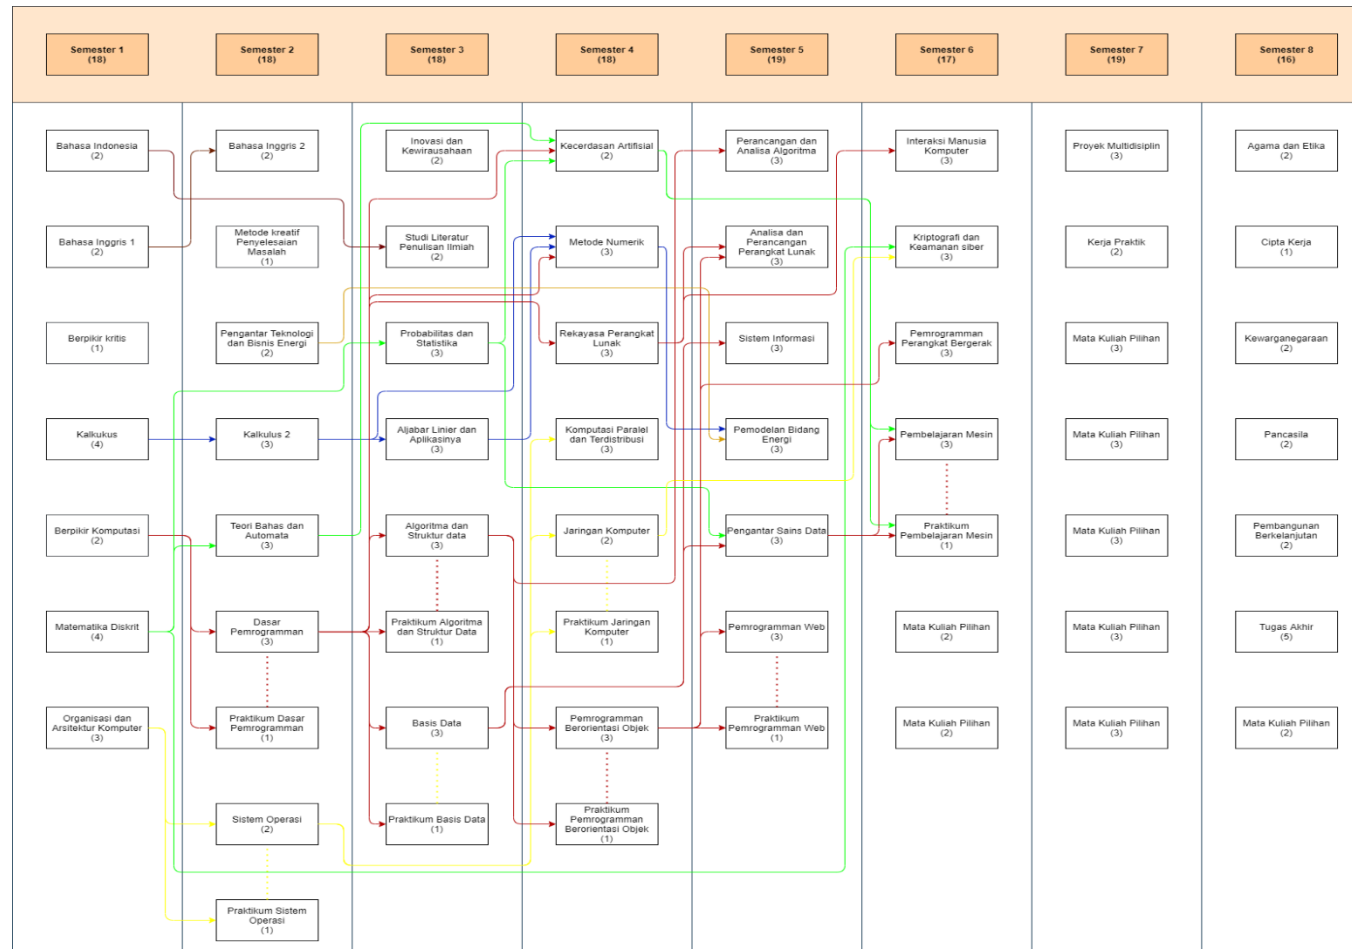 Semester 1
(18)
Semester 2
(18)
Semester 3
(18)
Semester 4
(18)
Semester 5
(19)
Semester 6
(17)
Semester 7
(19)
Semester 8
(16)
Bahasa Indonesia
(2)
Bahasa Inggris 2
(2)
Inovasi dan
Kewirausahaan
(2)
Kecerdasan Artifisial
(2)
Perancangan dan
Analisa Algoritma
(3)
Interaksi Manusia
Komputer
(3)
Proyek Multidisiplin
(3)
Agama dan Etika
(2)
Bahasa Inggris 1
(2)
Metode kreatif
Penyelesaian
Masalah
(1)
Studi Literatur
Penulisan Ilmiah
(2)
Metode Numerik
(3)
Analisa dan
Perancangan
Perangkat Lunak
(3)
Kriptografi dan
Keamanan siber
(3)
Kerja Praktik
(2)
Cipta Kerja
(1)
Berpikir kritis
(1)
Pengantar Teknologi
dan Bisnis Energi
(2)
Probabilitas dan
Statistika
(3)
Rekayasa Perangkat
Lunak
(3)
Sistem Informasi
(3)
Pemrogramman
Perangkat Bergerak
(3)
Mata Kuliah Pilihan
(3)
Kewarganegaraan
(2)
Kalkukus
(4)
Kalkulus 2
(3)
Aljabar Linier dan
Aplikasinya
(3)
Komputasi Paralel
dan Terdistribusi
(3)
Pemodelan Bidang
Energi
(3)
Pembelajaran Mesin
(3)
Mata Kuliah Pilihan
(3)
Pancasila
(2)
Berpikir Komputasi
(2)
Teori Bahas dan
Automata
(3)
Algoritma dan
Struktur data
(3)
Jaringan Komputer
(2)
Pengantar Sains Data
(3)
Praktikum
Pembelajaran Mesin
(1)
Mata Kuliah Pilihan
(3)
Pembangunan
Berkelanjutan
(2)
Matematika Diskrit
(4)
Dasar
Pemrogramman
(3)
Praktikum Algoritma
dan Struktur Data
(1)
Praktikum Jaringan
Komputer
(1)
Pemrogramman Web
(3)
Mata Kuliah Pilihan
(2)
Mata Kuliah Pilihan
(3)
Tugas Akhir
(5)
Organisasi dan
Arsitektur Komputer
(3)
Praktikum Dasar
Pemrogramman
(1)
Basis Data
(3)
Pemrogramman
Berorientasi Objek
(3)
Praktikum
Pemrogramman Web
(1)
Mata Kuliah Pilihan
(2)
Mata Kuliah Pilihan
(3)
Mata Kuliah Pilihan
(2)
Sistem Operasi
(2)
Praktikum Basis Data
(1)
Praktikum
Pemrogramman
Berorientasi Objek
(1)
Praktikum Sistem
Operasi
(1)